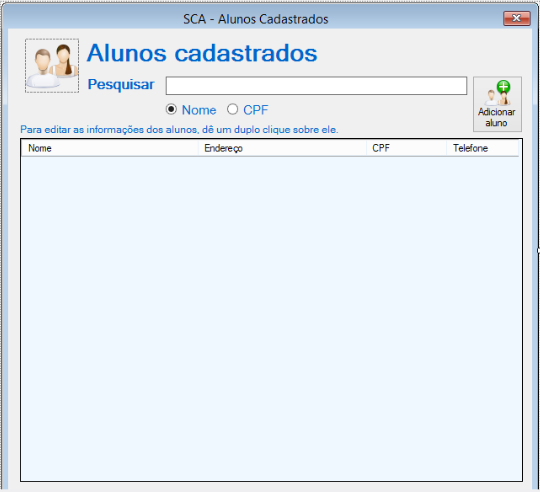 SCA - Alunos Cadastrados
Alunos cadastrados
Pesquisar
Nome CPF
Adicionar
aluno
Para editar as informações dos alunos, dê um duplo clique sobre ele.
Nome Endereço CPF Telefone